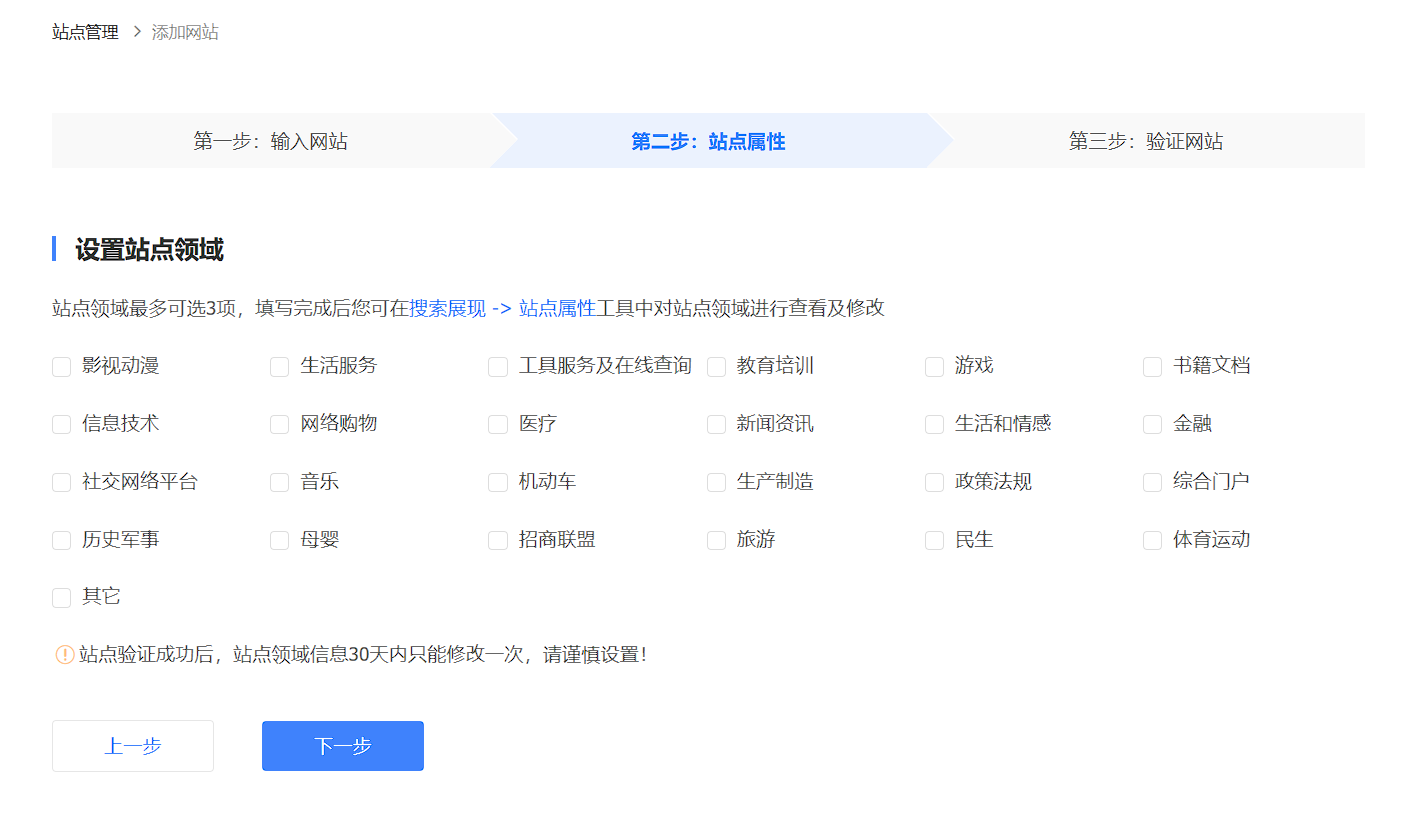 站点管理 > 添加网站
第一步：输入网站 第二步：站点属性 第三步：验证网站
设置站点领域
站点领域最多可选3项，填写完成后您可在搜索展现 -> 站点属性工具中对站点领域进行查看及修改
影视动漫 生活服务 工具服务及在线查询 教育培训 游戏 书籍文档
信息技术 网络购物 医疗 新闻资讯 生活和情感 金融
社交网络平台 音乐 机动车 生产制造 政策法规 综合门户
历史军事 母婴 招商联盟 旅游 民生 体育运动
其它
站点验证成功后，站点领域信息30天内只能修改一次，请谨慎设置！
上一步 下一步